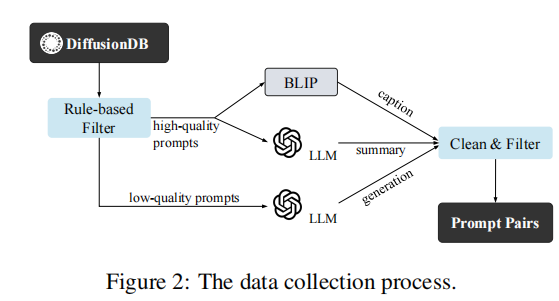 DiffusionDB
Rule-based
Filter
high-quality
prompts
low-quality prompts
BLIP
LLM
LLM
caption
summary
generation
Clean & Filter
Prompt Pairs
Figure 2: The data collection process.